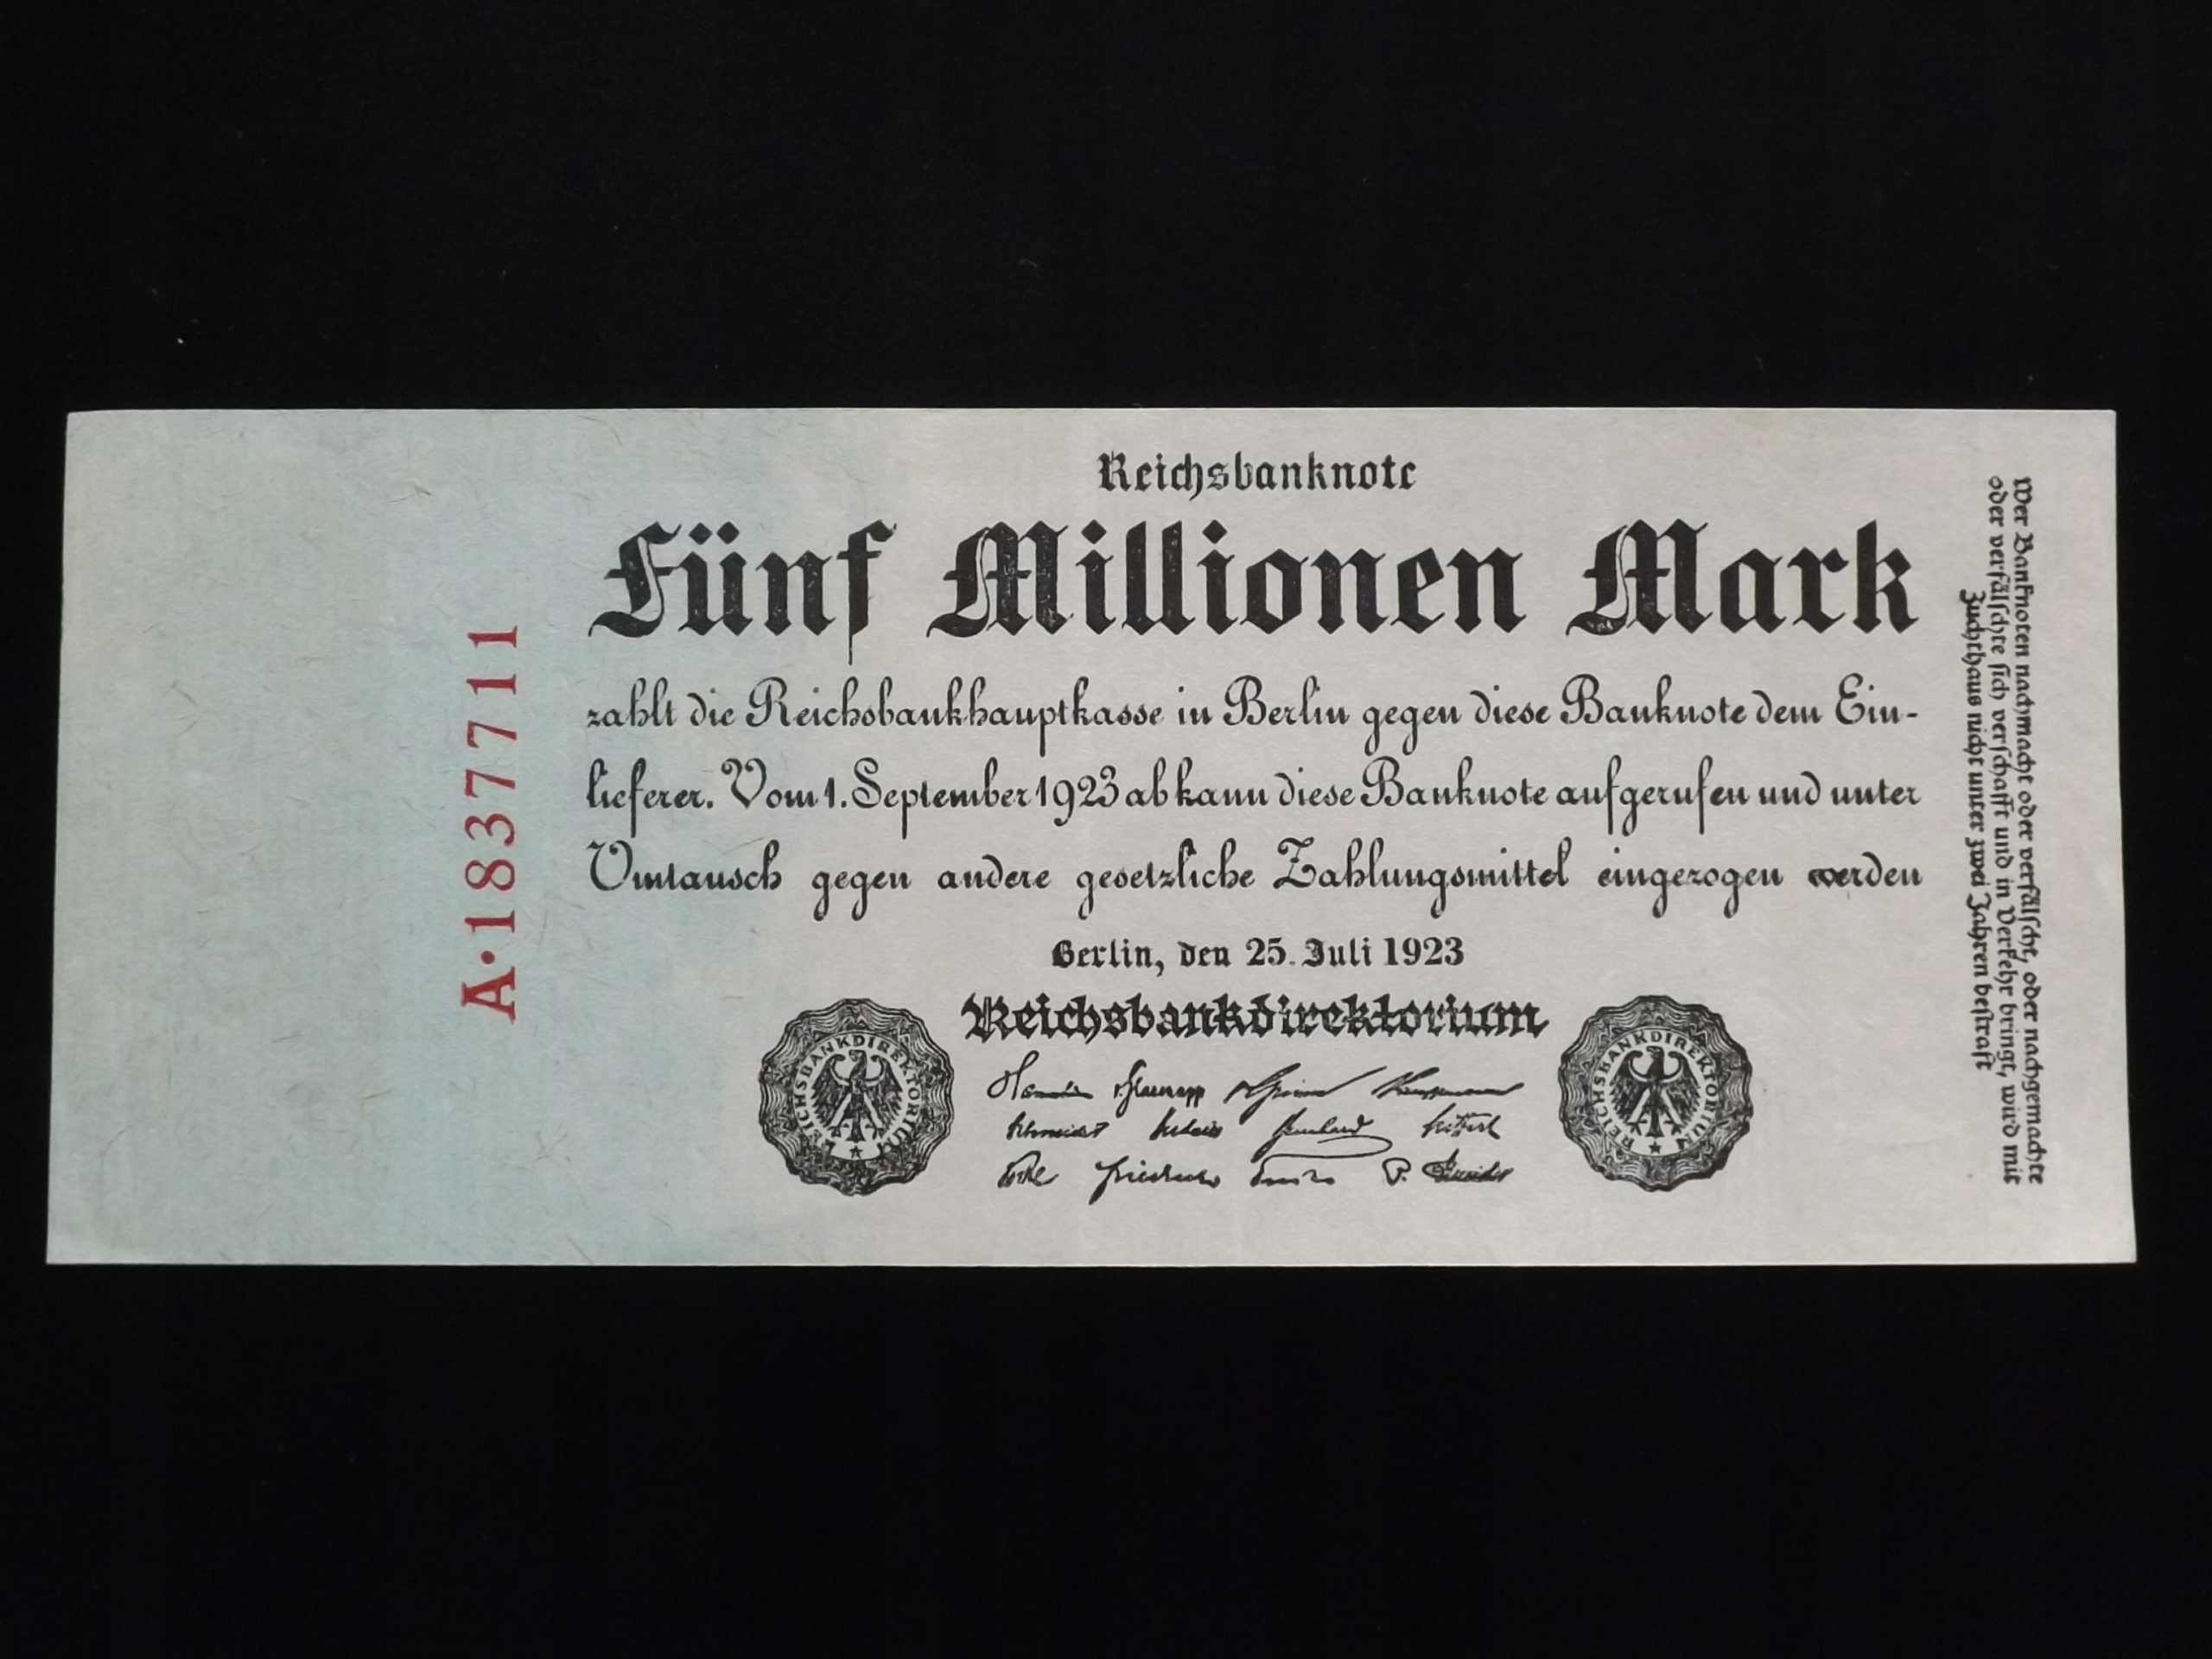 Reichsbanknote
Fünf Millionen Mark
zahlt die Reichsbankhauptkasse in Berlin gegen diese Banknote dem Ein-
lieferer. Vom 1. September 1923 ab kann diese Banknote aufgerufen und unter
Umtausch gegen andere gesetzliche Zahlungsmittel eingezogen werden
Berlin, den 25. Juli 1923
Reichsbankdirektorium
REICHSBANKDIREKTORIUM
REICHSBANKDIREKTORIUM
A·1837711
Wer Banknoten nachmacht oder verfälscht, oder nachgemachte
oder verfälschte sich verschafft und in Verkehr bringt, wird mit
Zuchthaus nicht unter zwei Jahren bestraft